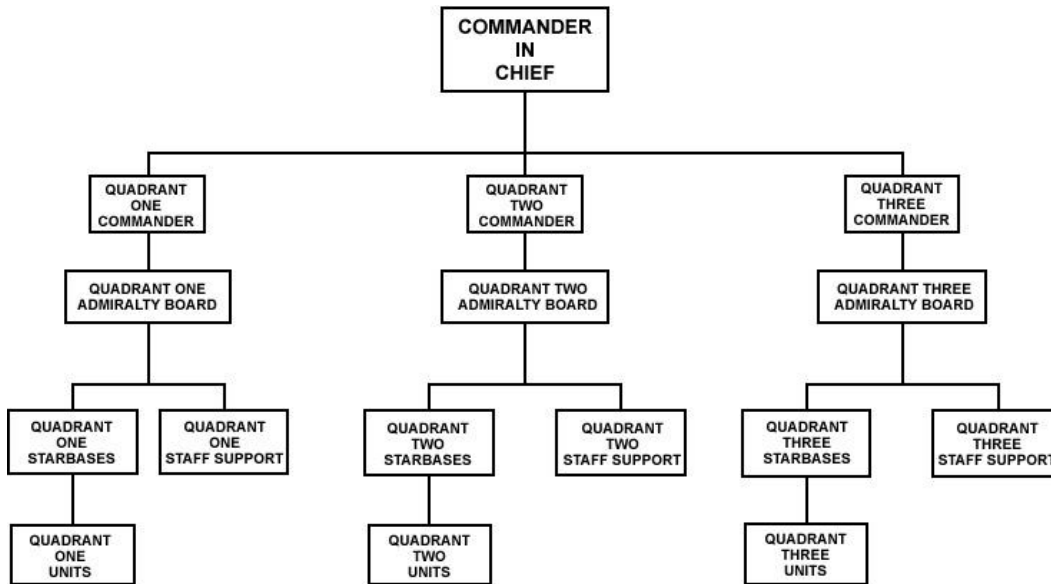 COMMANDER
IN
CHIEF
QUADRANT
ONE
COMMANDER
QUADRANT
TWO
COMMANDER
QUADRANT
THREE
COMMANDER
QUADRANT ONE
ADMIRALTY BOARD
QUADRANT TWO
ADMIRALTY BOARD
QUADRANT THREE
ADMIRALTY BOARD
QUADRANT
ONE
STARBASES
QUADRANT
ONE
STAFF SUPPORT
QUADRANT
TWO
STARBASES
QUADRANT
TWO
STAFF SUPPORT
QUADRANT
THREE
STARBASES
QUADRANT
THREE
STAFF SUPPORT
QUADRANT
ONE
UNITS
QUADRANT
TWO
UNITS
QUADRANT
THREE
UNITS